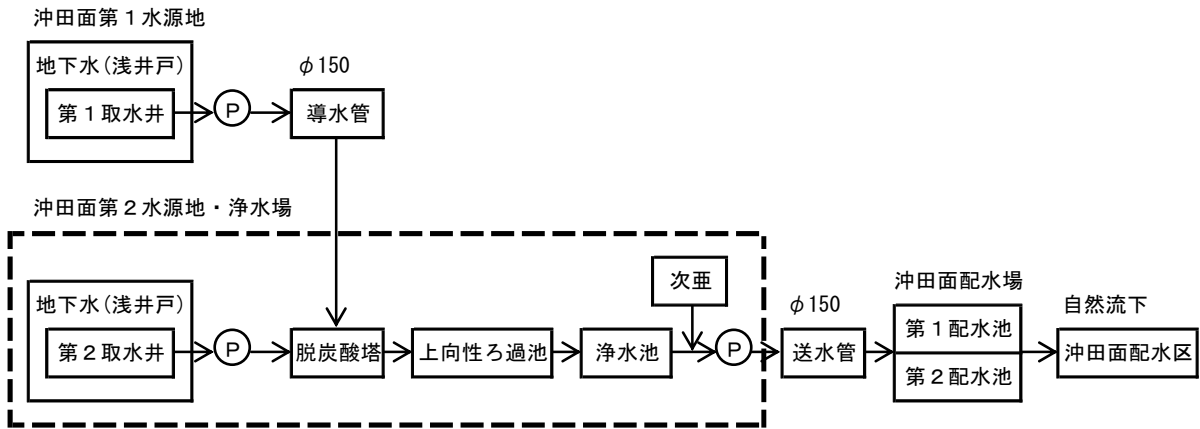 沖田面第１水源地
地下水(浅井戸)
φ150
第１取水井
P
導水管
沖田面第２水源地・浄水場
地下水(浅井戸)
次亜
φ150
沖田面配水場
自然流下
第２取水井
P
脱炭酸塔
上向性ろ過池
浄水池
P
送水管
第１配水池
第２配水池
沖田面配水区